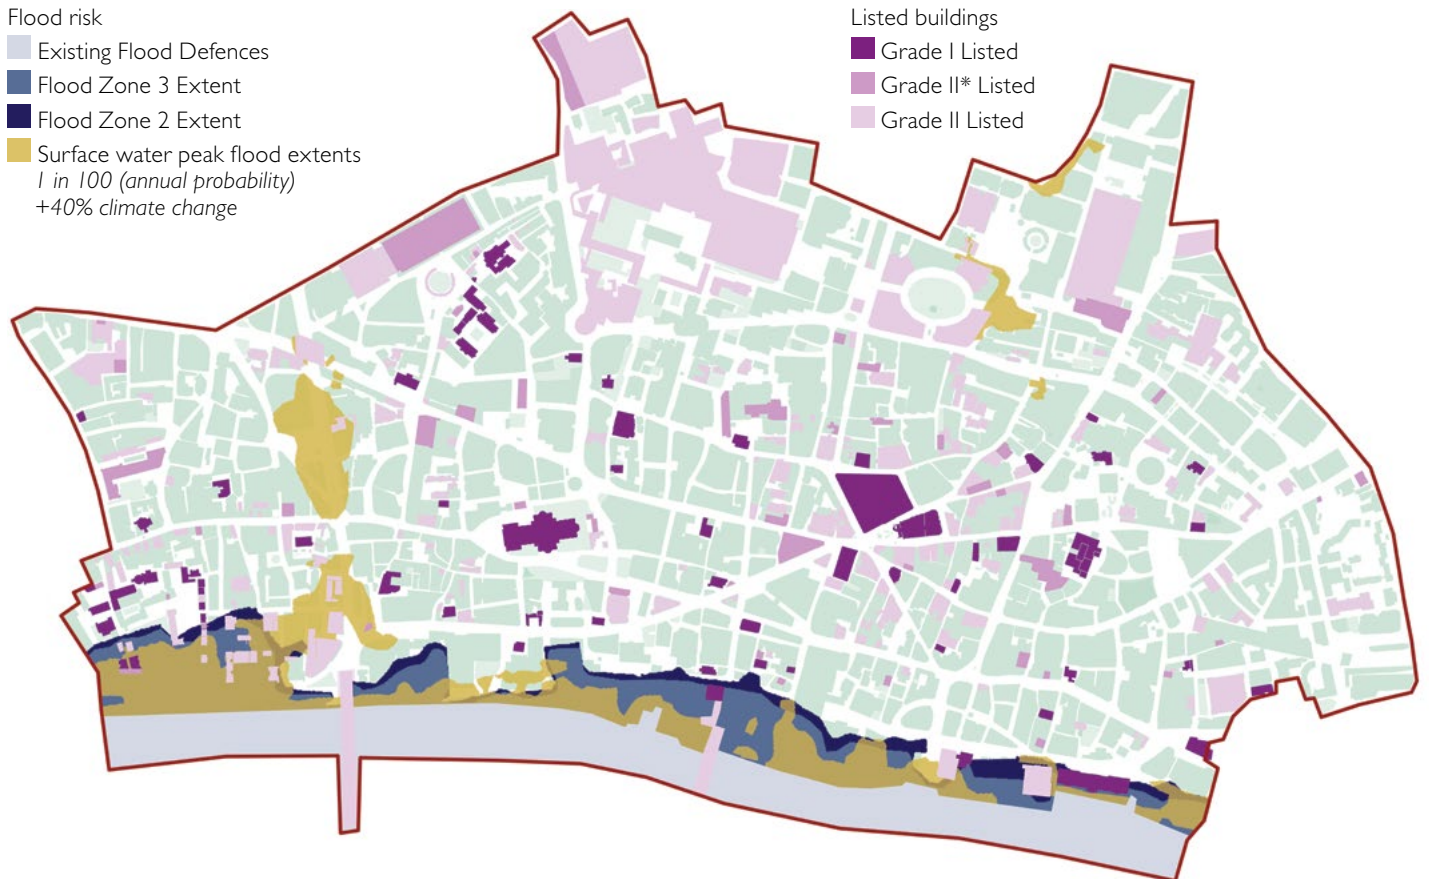 Flood risk
Existing Flood Defences
Flood Zone 3 Extent
Flood Zone 2 Extent
Surface water peak flood extents
1 in 100 (annual probability)
+40% climate change
Listed buildings
Grade I Listed
Grade II* Listed
Grade II Listed